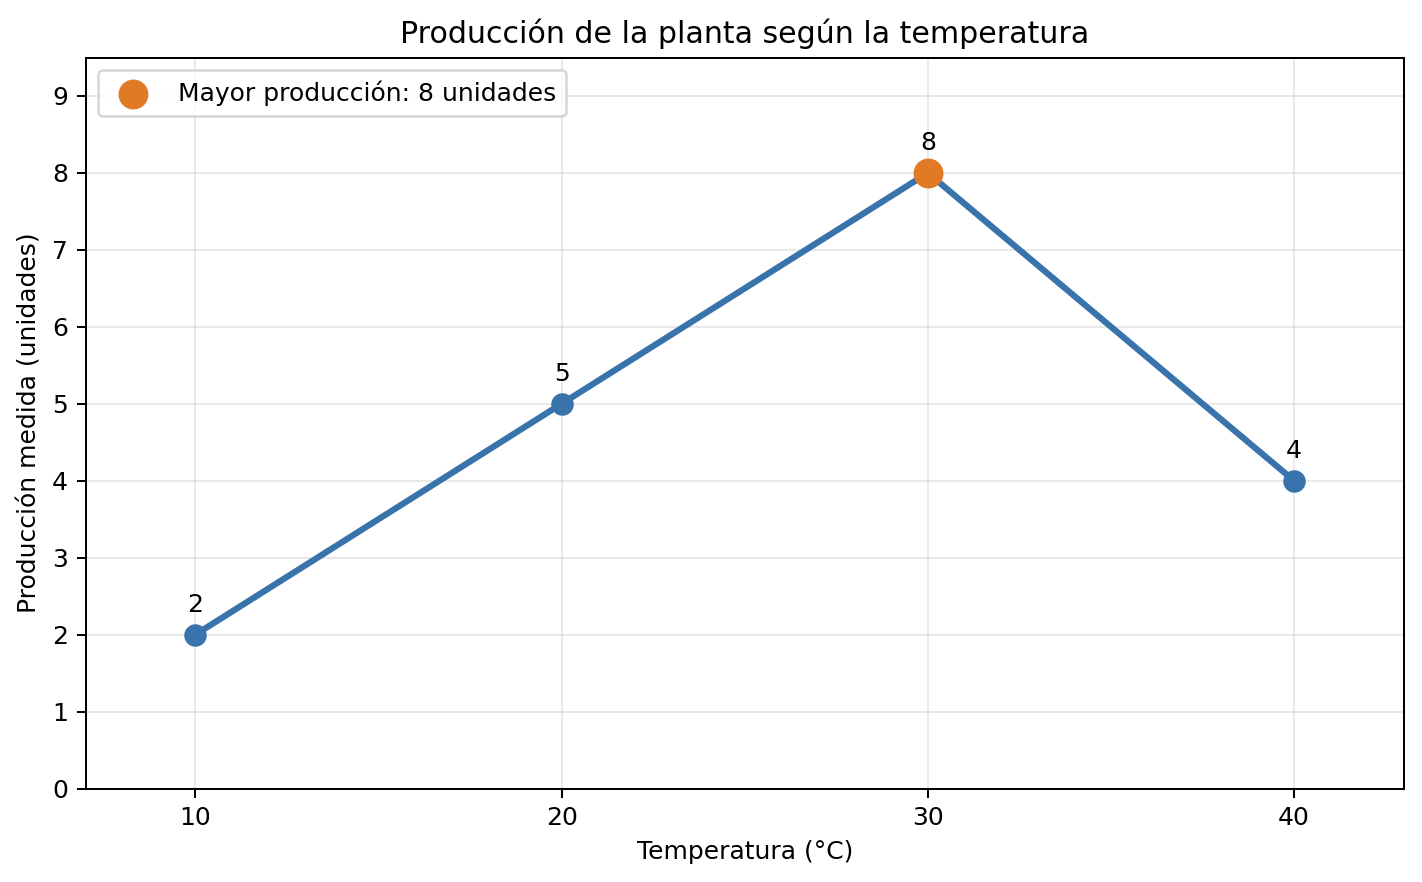 Producción de la planta según la temperatura
Mayor producción: 8 unidades
Producción medida (unidades)
9
8
7
6
5
4
3
2
1
0
2
5
8
4
10 20 30 40
Temperatura (°C)